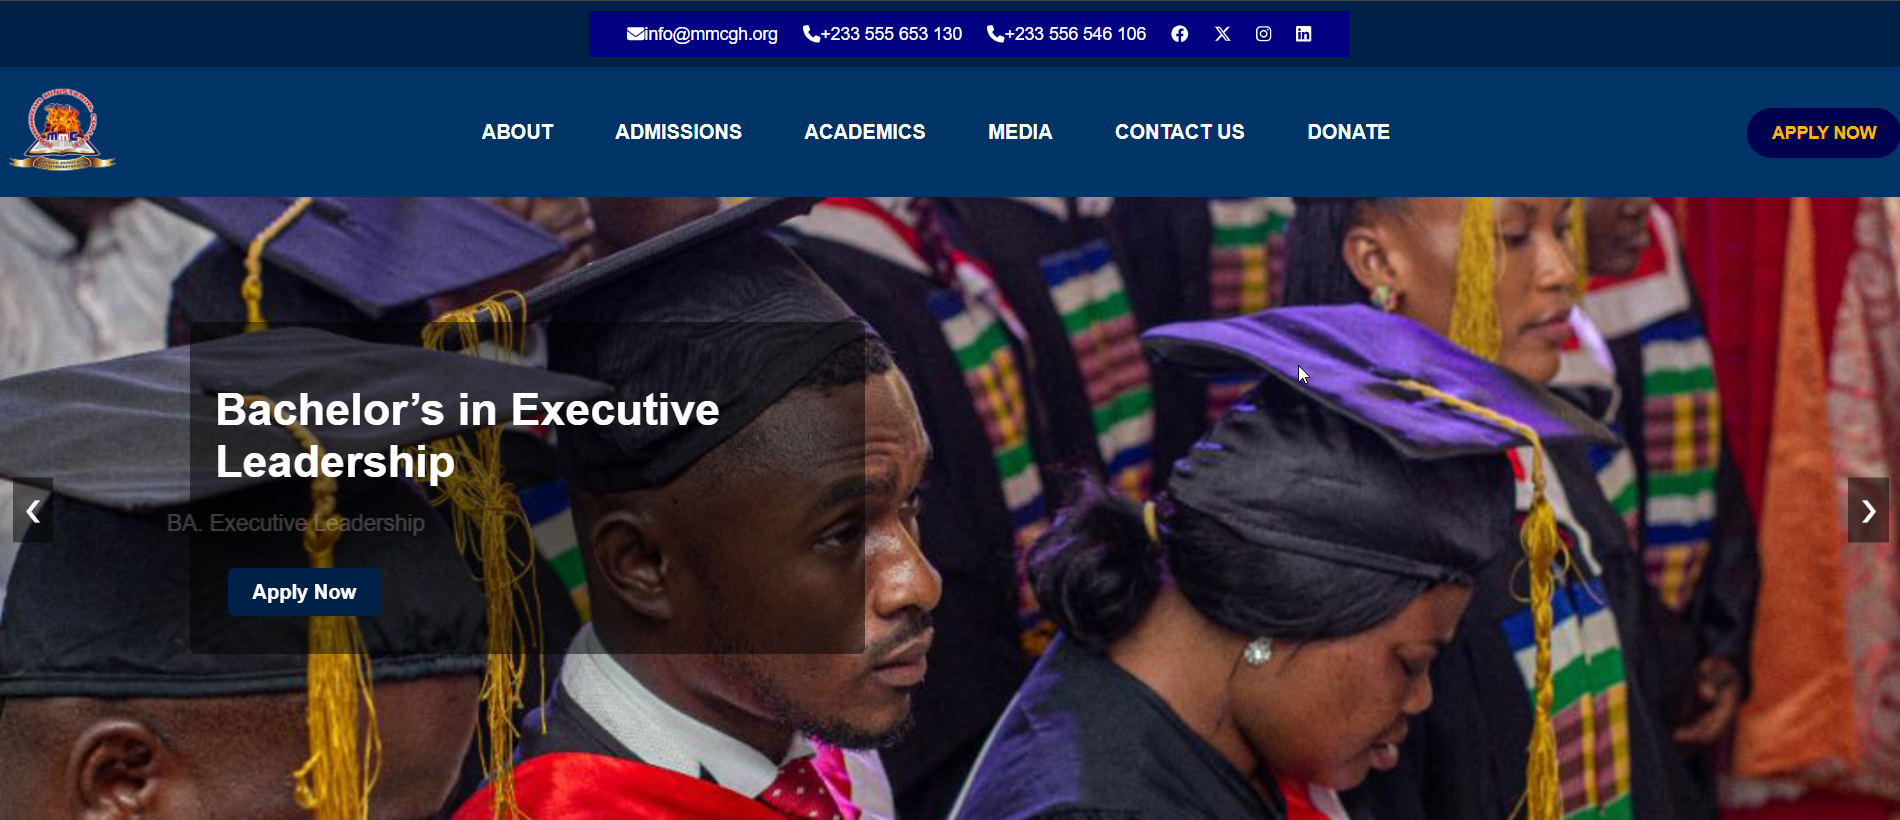 info@mmcgh.org +233 555 653 130 +233 556 546 106
MMC
ABOUT ADMISSIONS ACADEMICS MEDIA CONTACT US DONATE
APPLY NOW
Bachelor’s in Executive
Leadership
BA. Executive Leadership
Apply Now